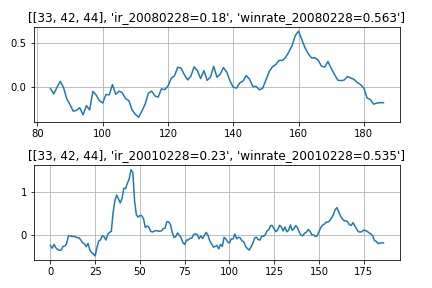 [[33, 42, 44], 'ir_20080228=0.18', 'winrate_20080228=0.563']
0.5
0.0
80 100 120 140 160 180
[[33, 42, 44], 'ir_20010228=0.23', 'winrate_20010228=0.535']
1
0
0 25 50 75 100 125 150 175